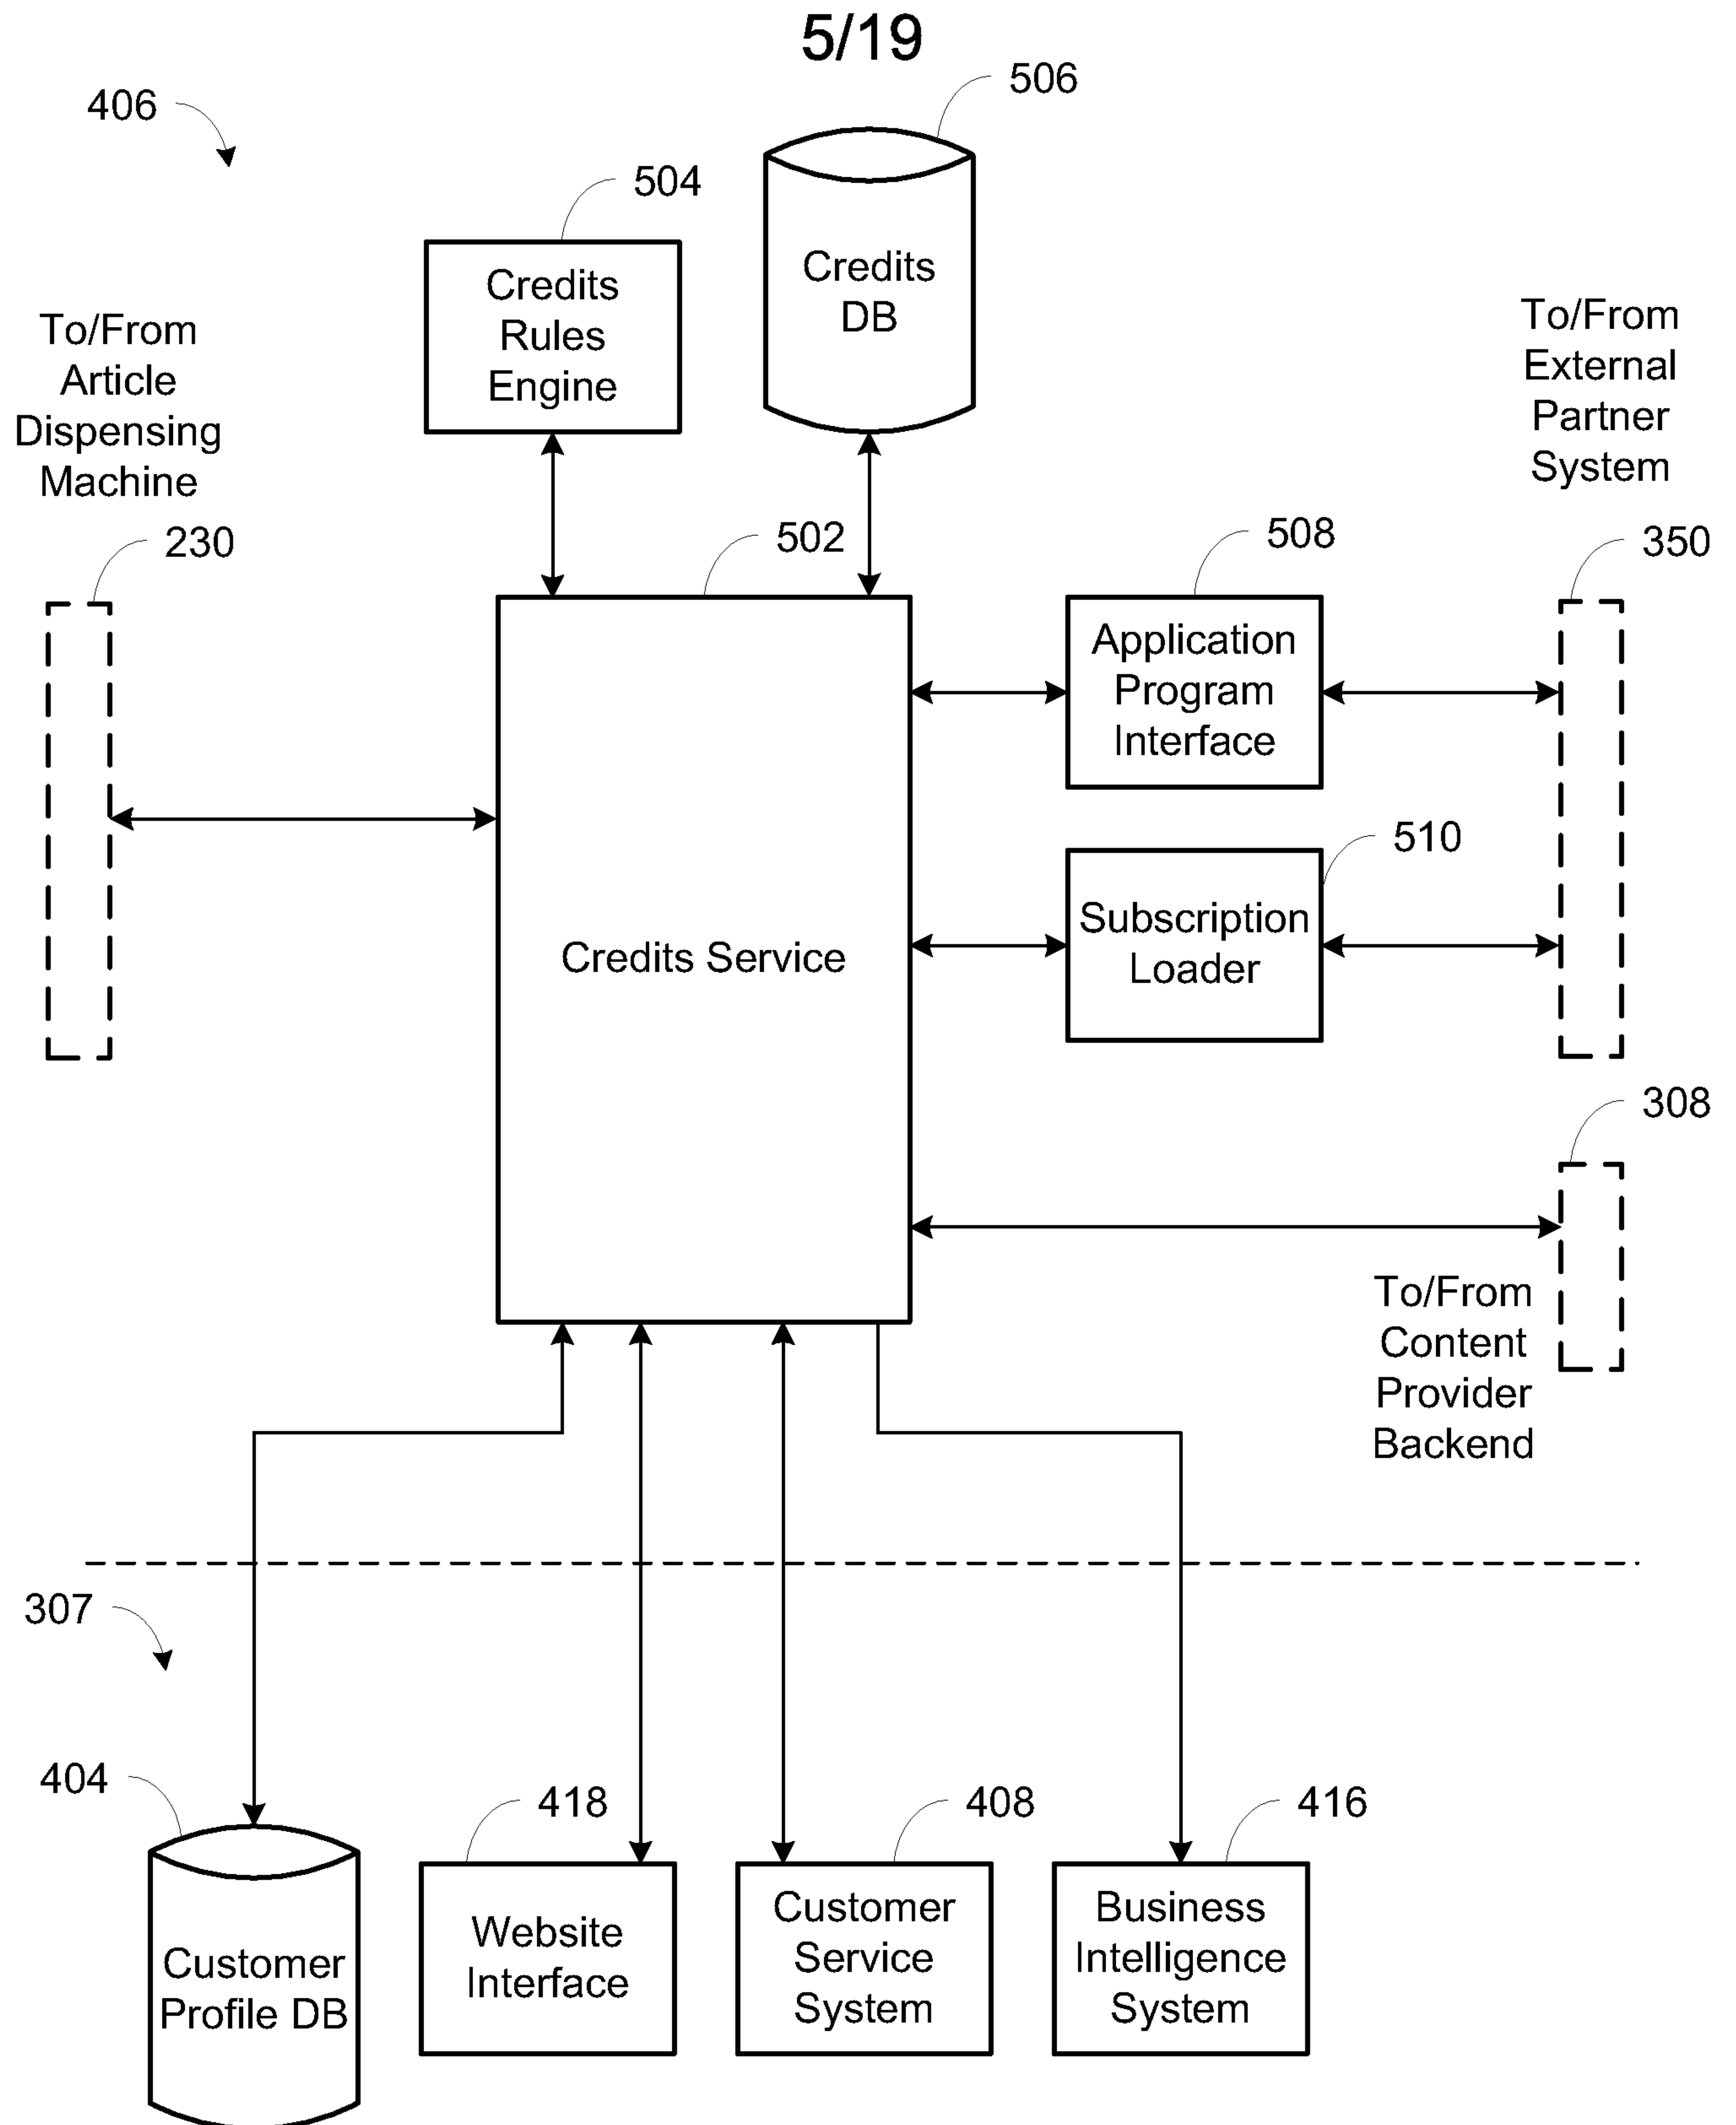 5/19
406
506
504
Credits
Rules
Engine
Credits
DB
To/From
Article
Dispensing
Machine
To/From
External
Partner
System
230
502
508
350
Application
Program
Interface
510
Subscription
Loader
Credits Service
308
To/From
Content
Provider
Backend
307
404
418
408
416
Customer
Profile DB
Website
Interface
Customer
Service
System
Business
Intelligence
System